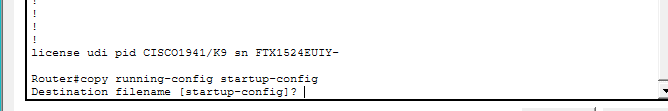 !
!
!
!
license udi pid CISCO1941/K9 sn FTX1524EUIY-
Router#copy running-config startup-config
Destination filename [startup-config]?